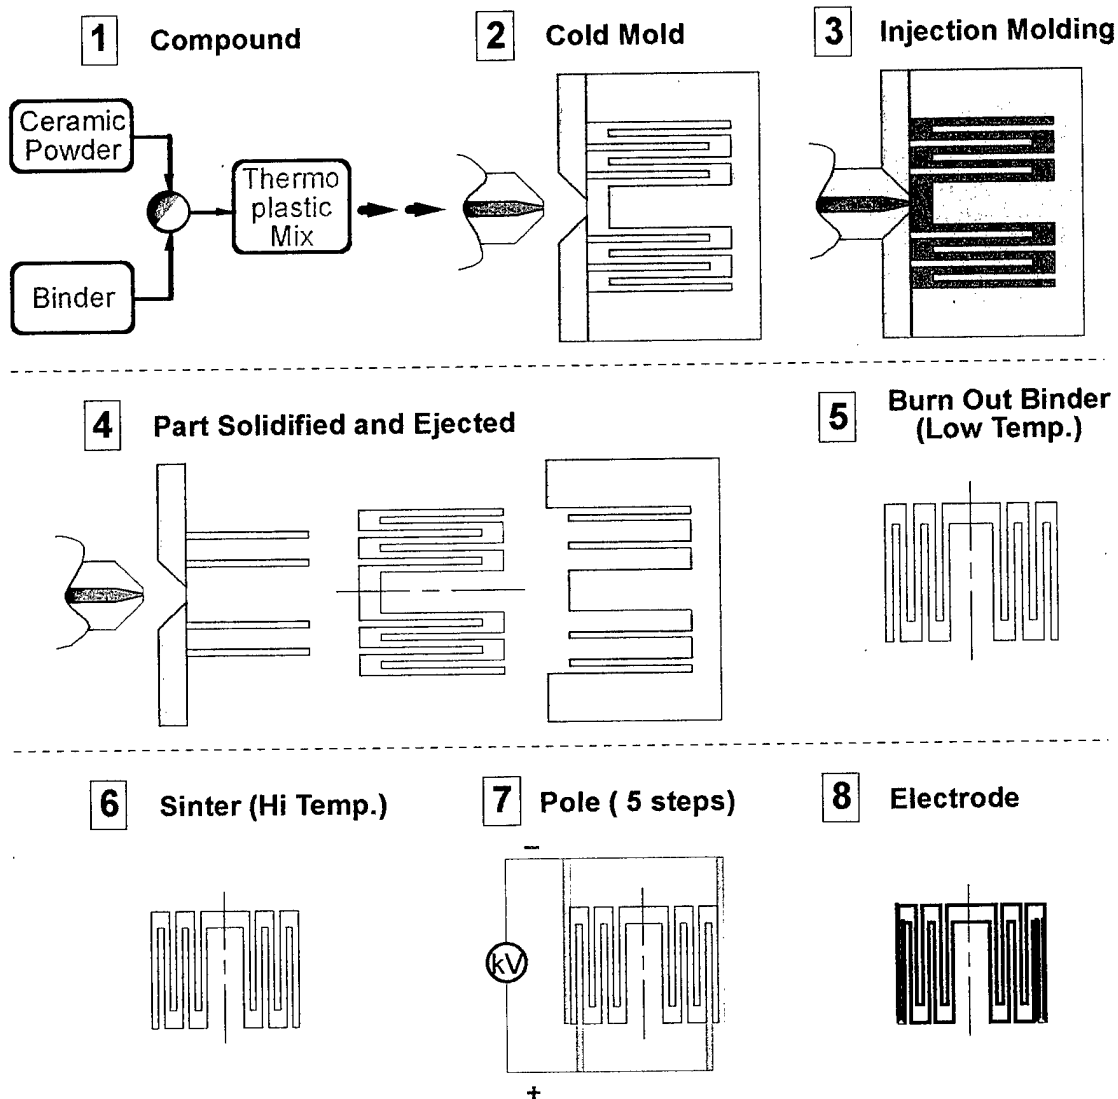 1 Compound
Ceramic
Powder
Binder
Thermo
plastic
Mix
2 Cold Mold
3 Injection Molding
4 Part Solidified and Ejected
5 Burn Out Binder
(Low Temp.)
6 Sinter (Hi Temp.)
7 Pole ( 5 steps)
−
kV
+
8 Electrode